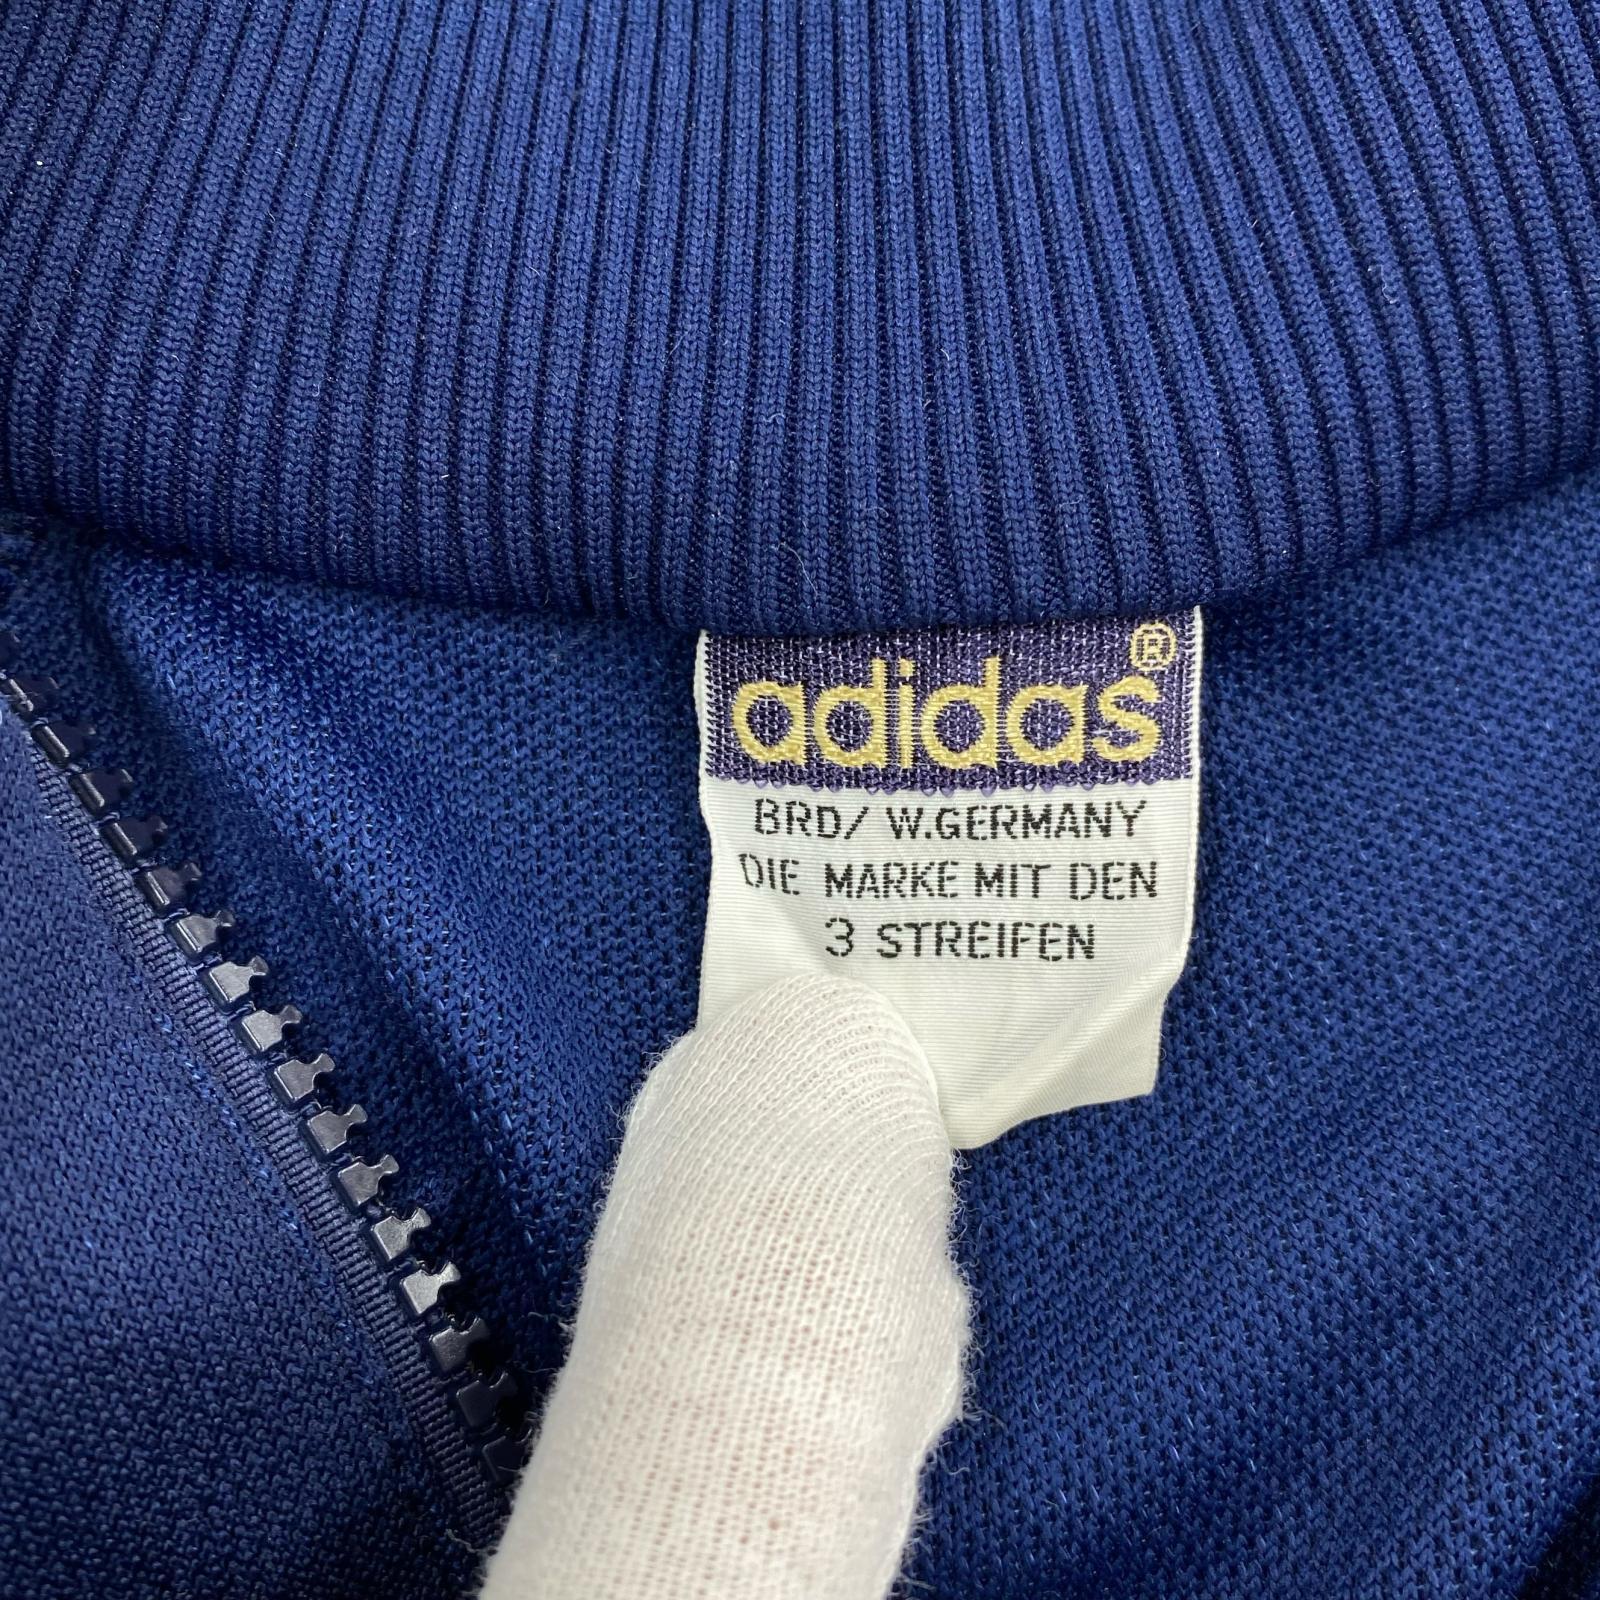 adidas®
BRD/ W.GERMANY
DIE MARKE MIT DEN
3 STREIFEN